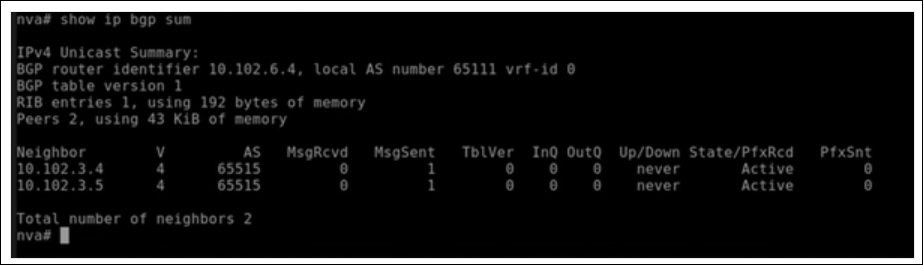 nva# show ip bgp sum
IPv4 Unicast Summary:
BGP router identifier 10.102.6.4, local AS number 65111 vrf-id 0
BGP table version 1
RIB entries 1, using 192 bytes of memory
Peers 2, using 43 KiB of memory
Neighbor V AS MsgRcvd MsgSent TblVer InQ OutQ Up/Down State/PfxRcd PfxSnt
10.102.3.4 4 65515 0 1 0 0 0 never Active 0
10.102.3.5 4 65515 0 1 0 0 0 never Active 0
Total number of neighbors 2
nva#